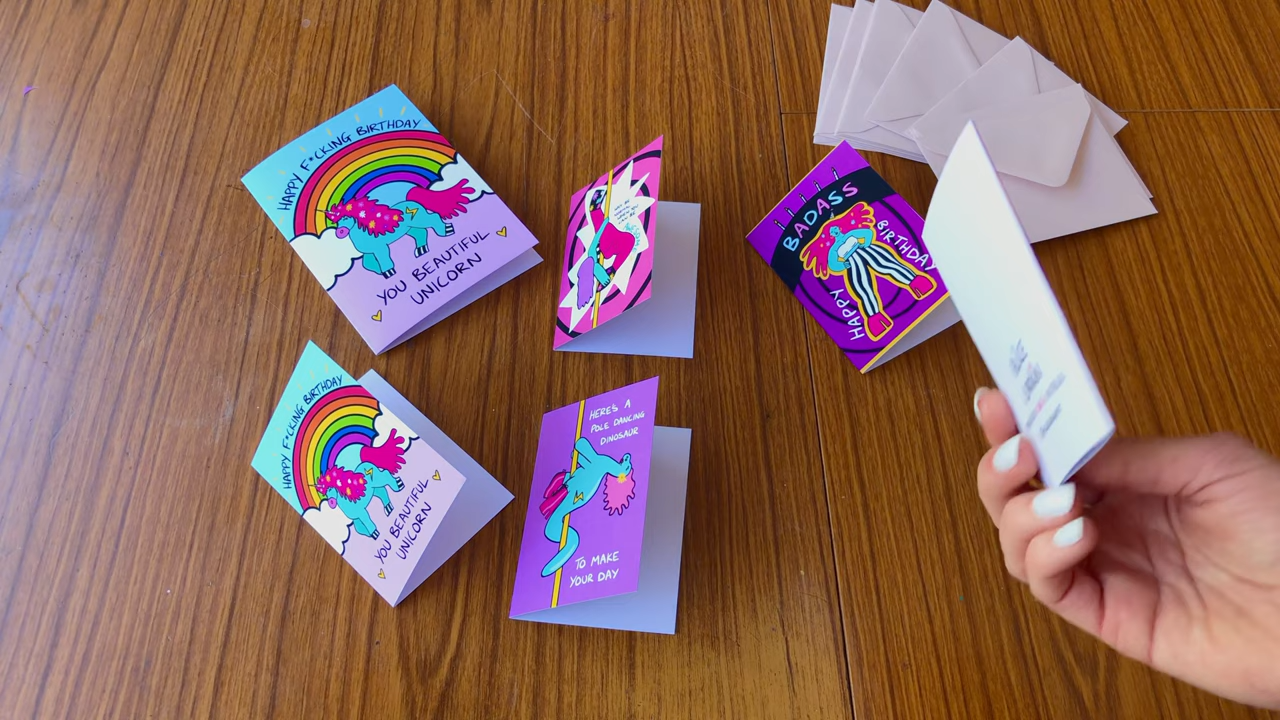 HAPPY F*CKING BIRTHDAY
YOU BEAUTIFUL
UNICORN
BADASS
HAPPY
BIRTHDAY
HAPPY F*CKING BIRTHDAY
YOU BEAUTIFUL
UNICORN
HERE'S A
POLE DANCING
DINOSAUR
TO MAKE
YOUR DAY